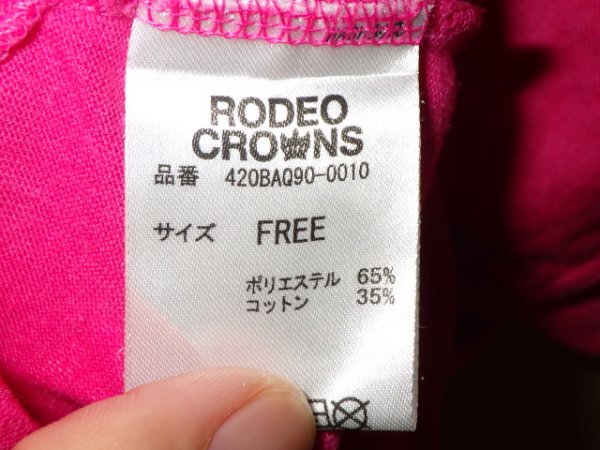 RODEO
CROWNS
品番 420BAQ90-0010
サイズ FREE
ポリエステル 65%
コットン 35%